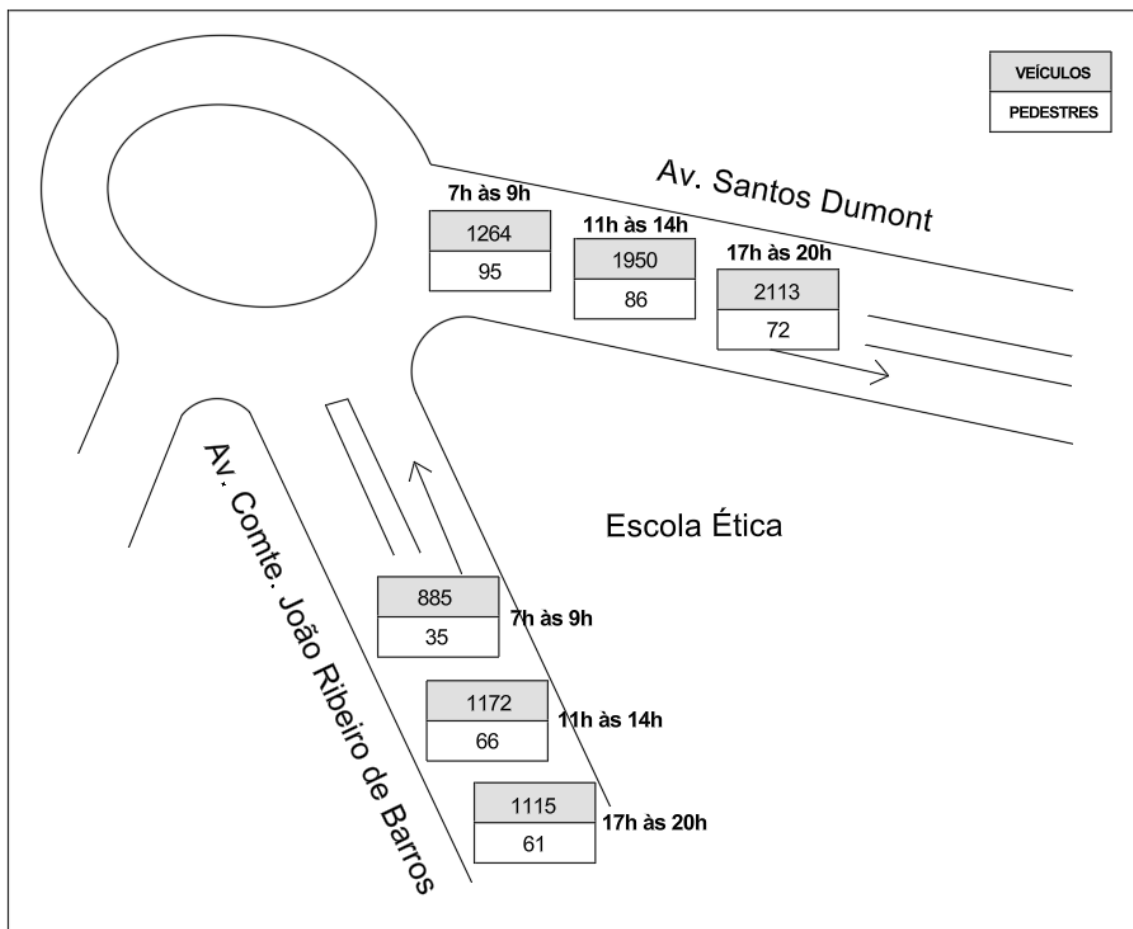 VEÍCULOS
PEDESTRES
Av. Santos Dumont
7h às 9h
1264
95
11h às 14h
1950
86
17h às 20h
2113
72
Escola Ética
Av. Comte. João Ribeiro de Barros
885
35
7h às 9h
1172
66
11h às 14h
1115
61
17h às 20h